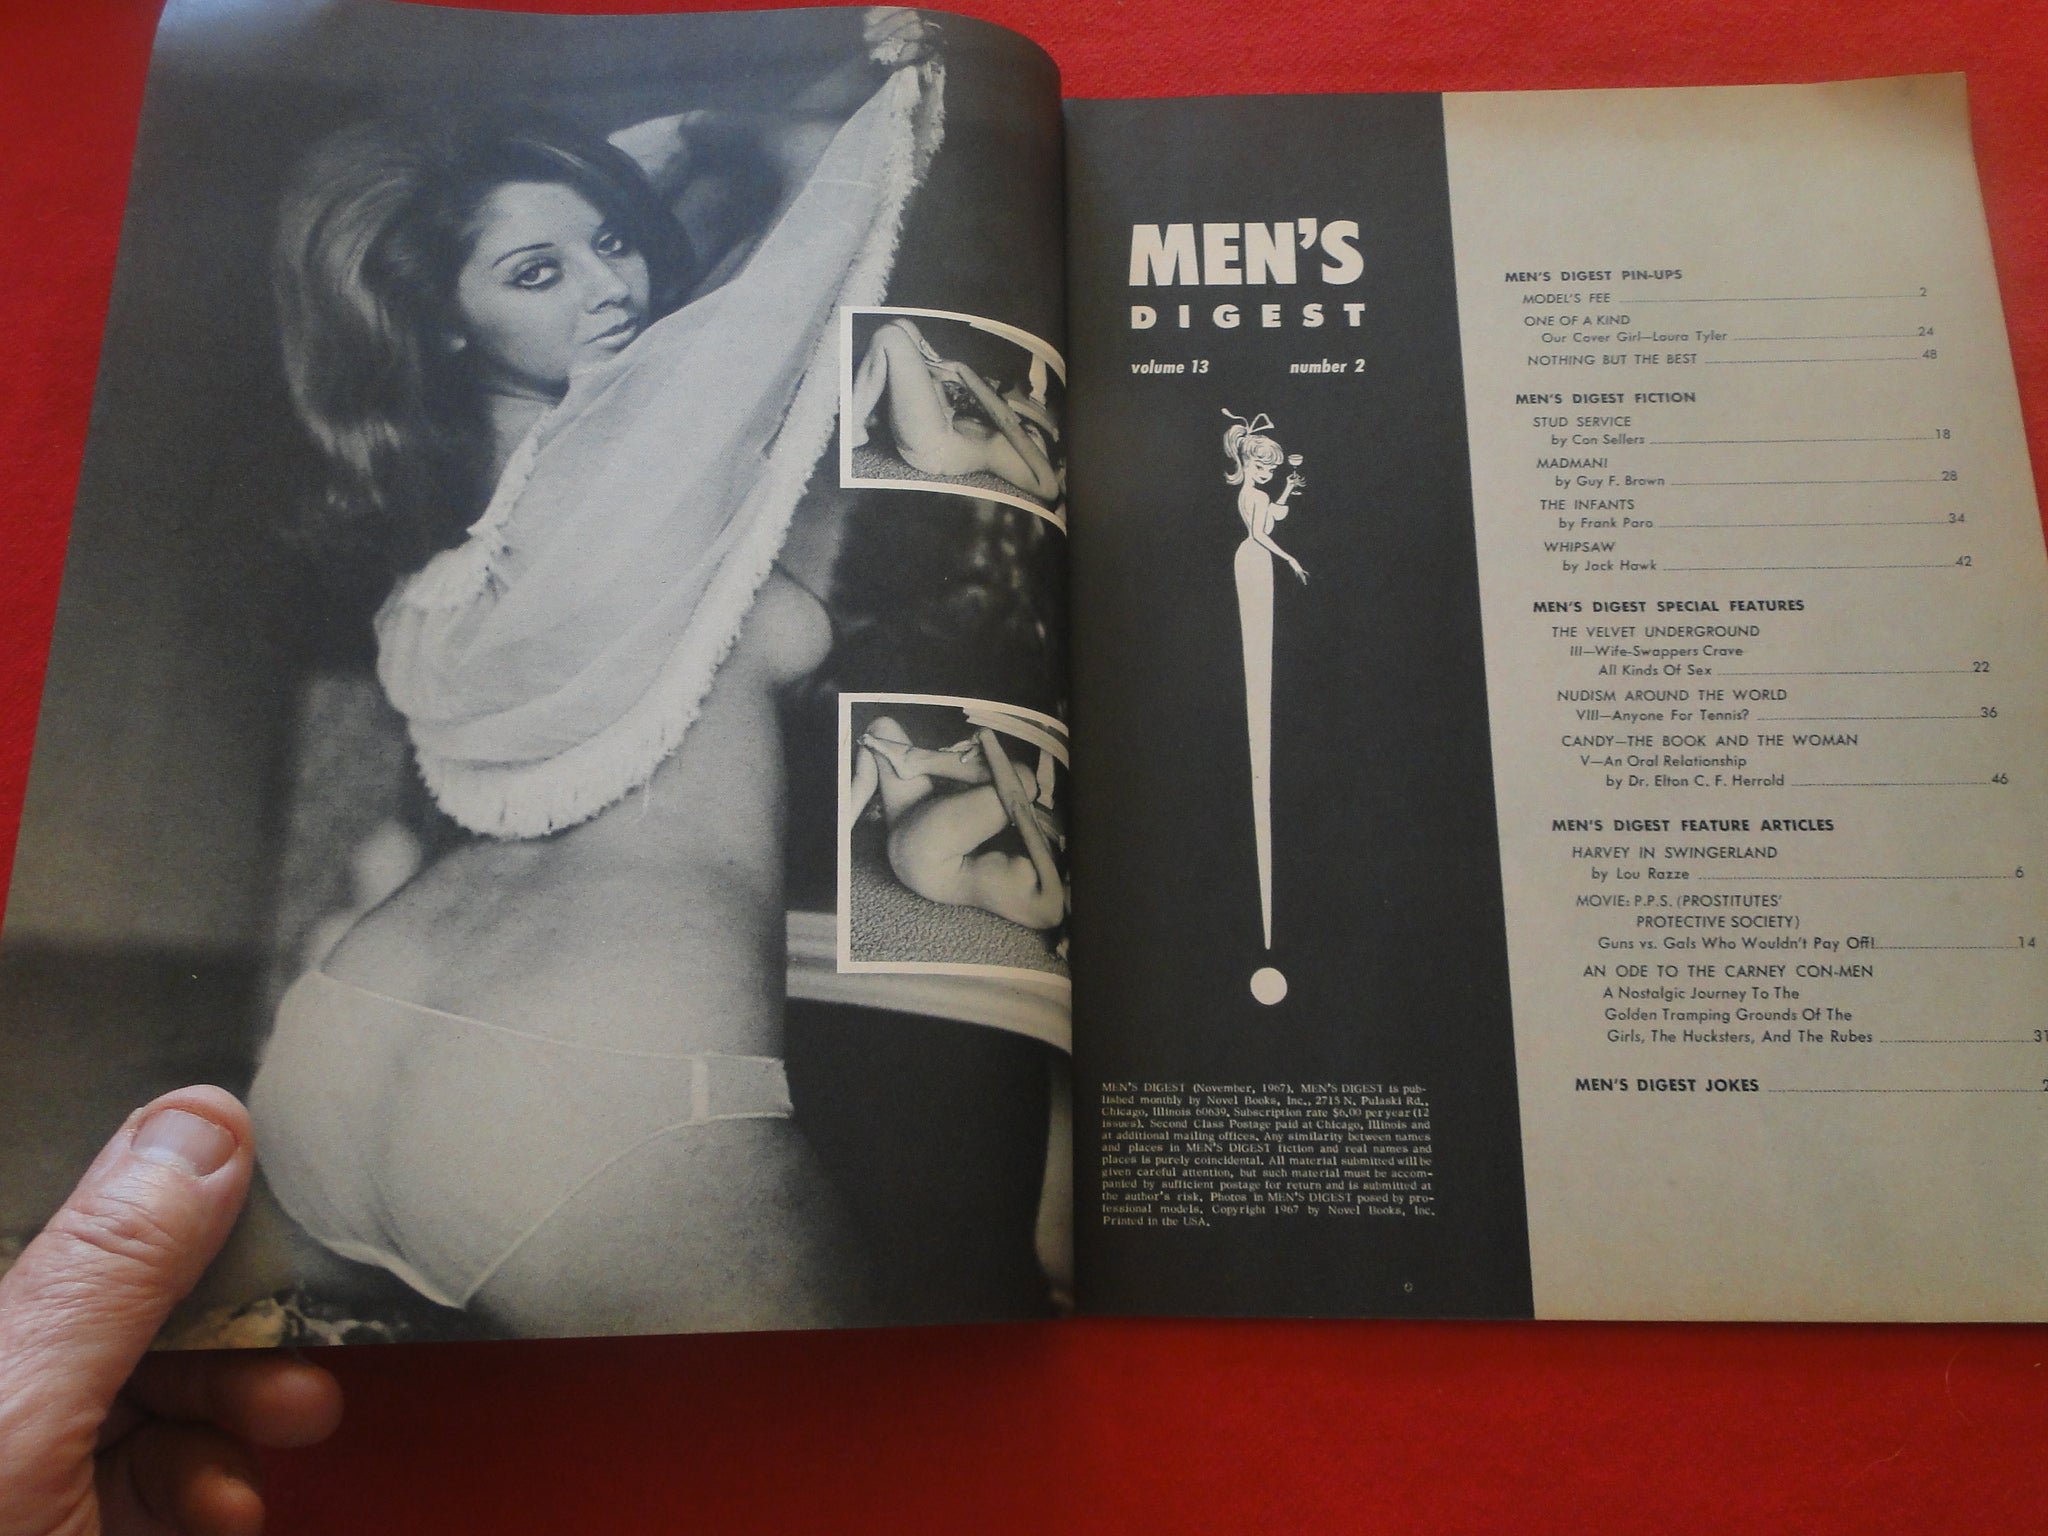 MEN'S
DIGEST
volume 13 number 2
MEN'S DIGEST (November, 1967). MEN'S DIGEST is pub-
lished monthly by Novel Books, Inc., 2715 N. Pulaski Rd.,
Chicago, Illinois 60639. Subscription rate $6.00 per year (12
issues). Second Class Postage paid at Chicago, Illinois and
at additional mailing offices. Any similarity between names
and places in MEN'S DIGEST fiction and real names and
places is purely coincidental. All material submitted will be
given careful attention, but such material must be accom-
panied by sufficient postage for return and is submitted at
the author's risk. Photos in MEN'S DIGEST posed by pro-
fessional models. Copyright 1967 by Novel Books, Inc.
Printed in the USA.
MEN'S DIGEST PIN-UPS
MODEL'S FEE 2
ONE OF A KIND
Our Cover Girl—Laura Tyler 24
NOTHING BUT THE BEST 48
MEN'S DIGEST FICTION
STUD SERVICE
by Con Sellers 18
MADMAN!
by Guy F. Brown 28
THE INFANTS
by Frank Paro 34
WHIPSAW
by Jack Hawk 42
MEN'S DIGEST SPECIAL FEATURES
THE VELVET UNDERGROUND
III—Wife-Swappers Crave
All Kinds Of Sex 22
NUDISM AROUND THE WORLD
VIII—Anyone For Tennis? 36
CANDY—THE BOOK AND THE WOMAN
V—An Oral Relationship
by Dr. Elton C. F. Herrold 46
MEN'S DIGEST FEATURE ARTICLES
HARVEY IN SWINGERLAND
by Lou Razze 6
MOVIE: P.P.S. (PROSTITUTES'
PROTECTIVE SOCIETY)
Guns vs. Gals Who Wouldn't Pay Off! 14
AN ODE TO THE CARNEY CON-MEN
A Nostalgic Journey To The
Golden Tramping Grounds Of The
Girls, The Hucksters, And The Rubes 31
MEN'S DIGEST JOKES